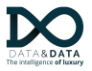 DATA&DATA
The intelligence of luxury